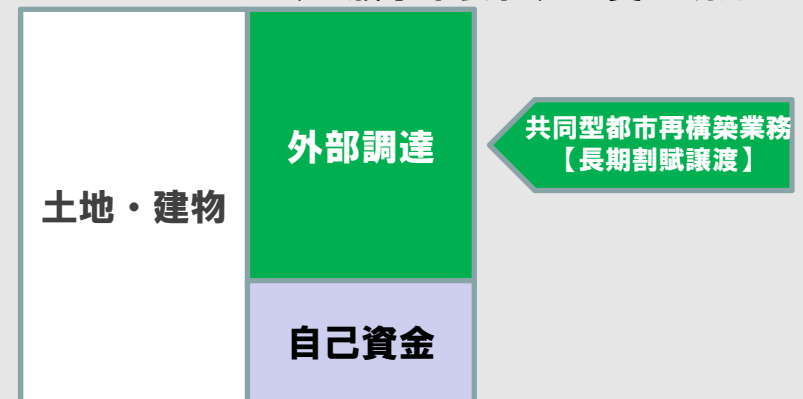 土地・建物
外部調達
自己資金
共同型都市再構築業務
【長期割賦譲渡】